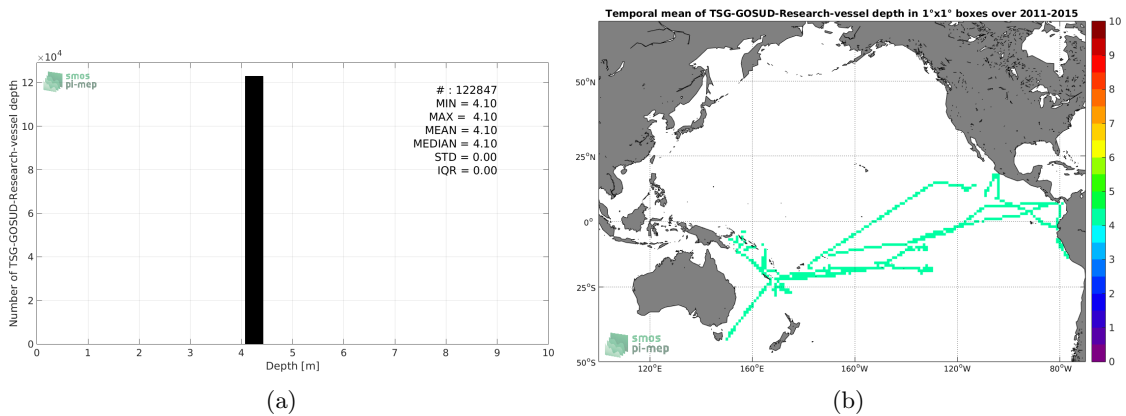 ×10⁴
smos
pi-mep
# : 122847
MIN = 4.10
MAX = 4.10
MEAN = 4.10
MEDIAN = 4.10
STD = 0.00
IQR = 0.00
Number of TSG-GOSUD-Research-vessel depth
12
10
8
6
4
2
0
0 1 2 3 4 5 6 7 8 9 10
Depth [m]
(a)
Temporal mean of TSG-GOSUD-Research-vessel depth in 1°x1° boxes over 2011-2015
50°N
25°N
0°
25°S
50°S
120°E 160°E 160°W 120°W 80°W
smos
pi-mep
10
9
8
7
6
5
4
3
2
1
0
(b)